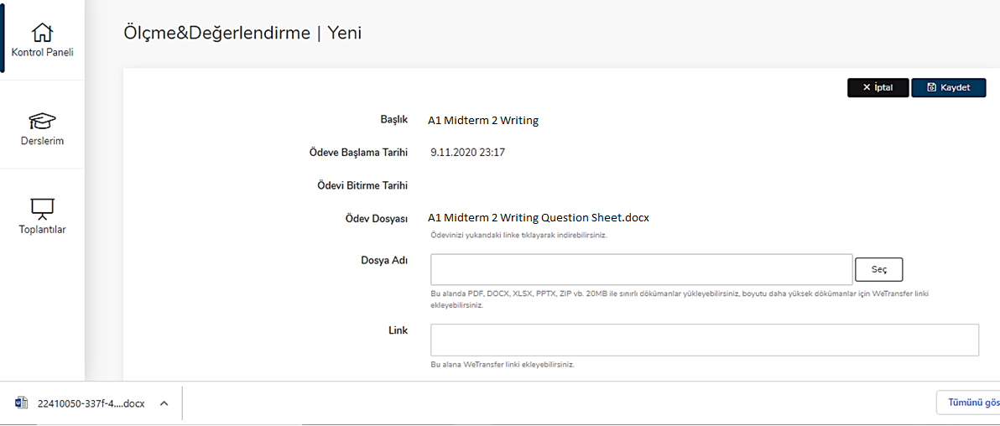 Ölçme&Değerlendirme | Yeni
Kontrol Paneli
Derslerim
Toplantılar
İptal
Kaydet
Başlık A1 Midterm 2 Writing
Ödeve Başlama Tarihi 9.11.2020 23:17
Ödevi Bitirme Tarihi
Ödev Dosyası A1 Midterm 2 Writing Question Sheet.docx
Ödevinizi yukarıdaki linke tıklayarak indirebilirsiniz.
Dosya Adı
Seç
Bu alanda PDF, DOCX, XLSX, PPTX, ZIP vb. 20MB ile sınırlı dökümanlar yükleyebilirsiniz, boyutu daha yüksek dökümanlar için WeTransfer linki
ekleyebilirsiniz.
Link
Bu alana WeTransfer linki ekleyebilirsiniz.
22410050-337f-4....docx
Tümünü gös